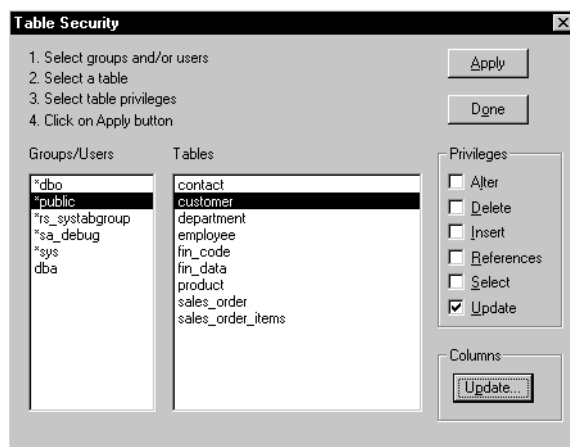 Table Security
1. Select groups and/or users
2. Select a table
3. Select table privileges
4. Click on Apply button
Apply
Done
Groups/Users
*dbo
*public
*rs_systabgroup
*sa_debug
*sys
dba
Tables
contact
customer
department
employee
fin_code
fin_data
product
sales_order
sales_order_items
Privileges
Alter
Delete
Insert
References
Select
Update
Columns
Update...